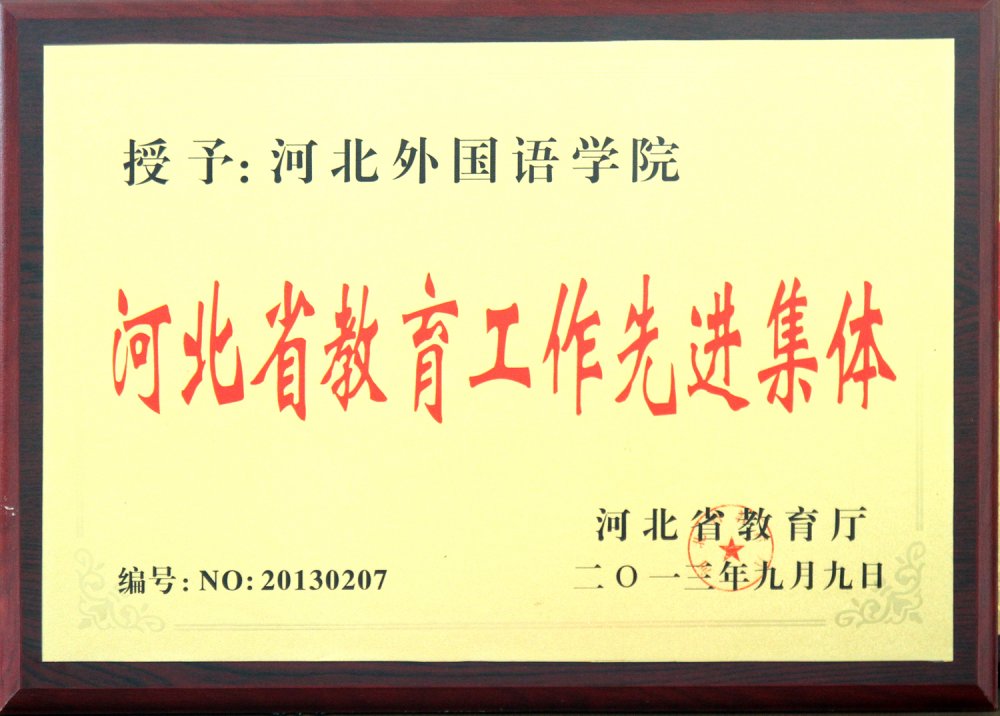 授予：河北外国语学院
河北省教育工作先进集体
河北省教育厅
编号：NO: 20130207
二〇一三年九月九日